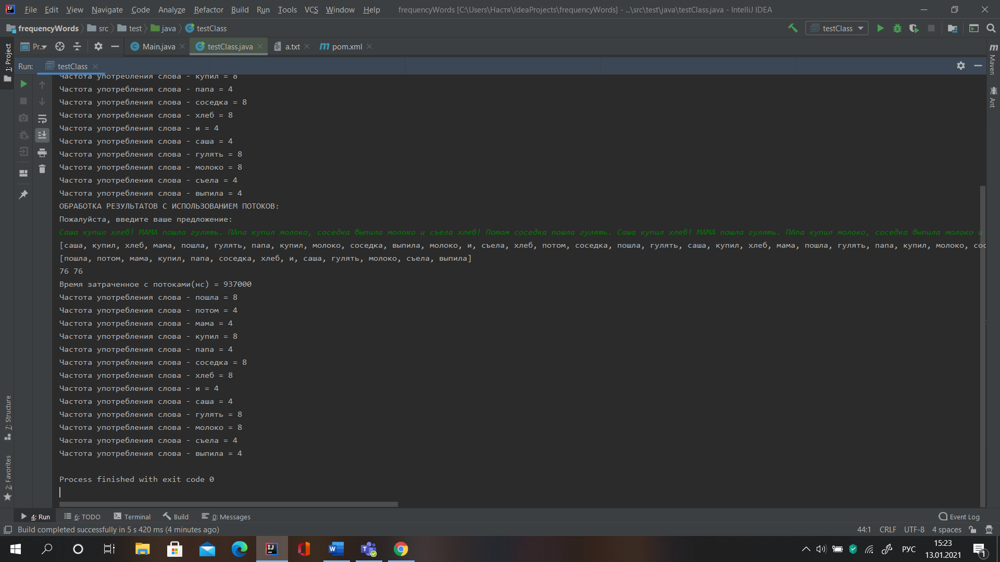 File Edit View Navigate Code Analyze Refactor Build Run Tools VCS Window Help frequencyWords [C:\Users\Настя\IdeaProjects\frequencyWords] - ...\src\test\java\testClass.java - IntelliJ IDEA
frequencyWords src test java testClass testClass
1: Project
Pr.. Main.java testClass.java a.txt pom.xml
Maven
Ant
Run: testClass
Частота употребления слова - купил = 8
Частота употребления слова - папа = 4
Частота употребления слова - соседка = 8
Частота употребления слова - хлеб = 8
Частота употребления слова - и = 4
Частота употребления слова - саша = 4
Частота употребления слова - гулять = 8
Частота употребления слова - молоко = 8
Частота употребления слова - съела = 4
Частота употребления слова - выпила = 4
ОБРАБОТКА РЕЗУЛЬТАТОВ С ИСПОЛЬЗОВАНИЕМ ПОТОКОВ:
Пожалуйста, введите ваше предложение:
Саша купил хлеб! МАМА пошла гулять. ПАпа купил молоко, соседка выпила молоко и съела хлеб! Потом соседка пошла гулять. Саша купил хлеб! МАМА пошла гулять. ПАпа купил молоко, соседка выпила молоко и
[саша, купил, хлеб, мама, пошла, гулять, папа, купил, молоко, соседка, выпила, молоко, и, съела, хлеб, потом, соседка, пошла, гулять, саша, купил, хлеб, мама, пошла, гулять, папа, купил, молоко, сос
[пошла, потом, мама, купил, папа, соседка, хлеб, и, саша, гулять, молоко, съела, выпила]
76 76
Время затраченное с потоками(нс) = 937000
Частота употребления слова - пошла = 8
Частота употребления слова - потом = 4
Частота употребления слова - мама = 4
Частота употребления слова - купил = 8
Частота употребления слова - папа = 4
Частота употребления слова - соседка = 8
Частота употребления слова - хлеб = 8
Частота употребления слова - и = 4
Частота употребления слова - саша = 4
Частота употребления слова - гулять = 8
Частота употребления слова - молоко = 8
Частота употребления слова - съела = 4
Частота употребления слова - выпила = 4
Process finished with exit code 0
7: Structure
2: Favorites
4: Run 6: TODO Terminal Build 0: Messages Event Log
Build completed successfully in 5 s 420 ms (4 minutes ago) 44:1 CRLF UTF-8 4 spaces
РУС 15:23
13.01.2021 1